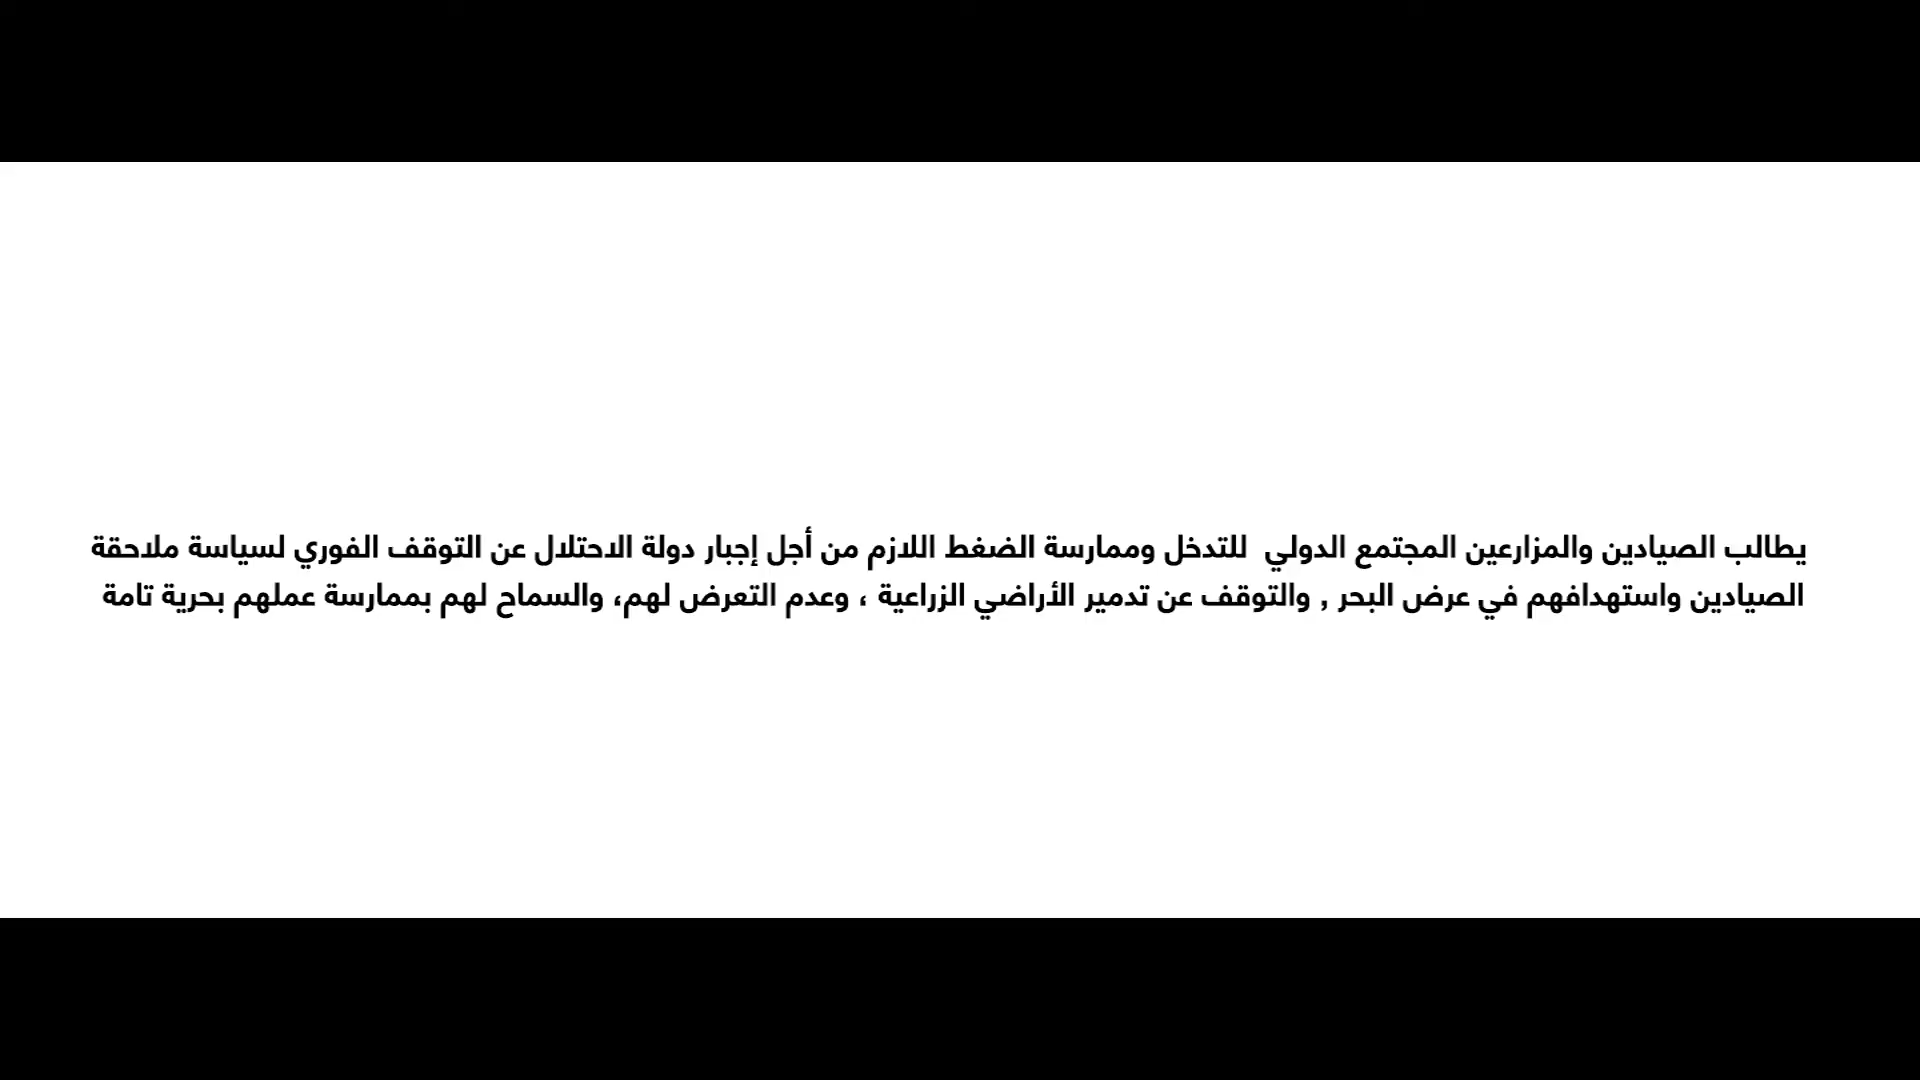 يطالب الصيادين والمزارعين المجتمع الدولي  للتدخل وممارسة الضغط اللازم من أجل إجبار دولة الاحتلال عن التوقف الفوري لسياسة ملاحقة
الصيادين واستهدافهم في عرض البحر , والتوقف عن تدمير الأراضي الزراعية ، وعدم التعرض لهم، والسماح لهم بممارسة عملهم بحرية تامة